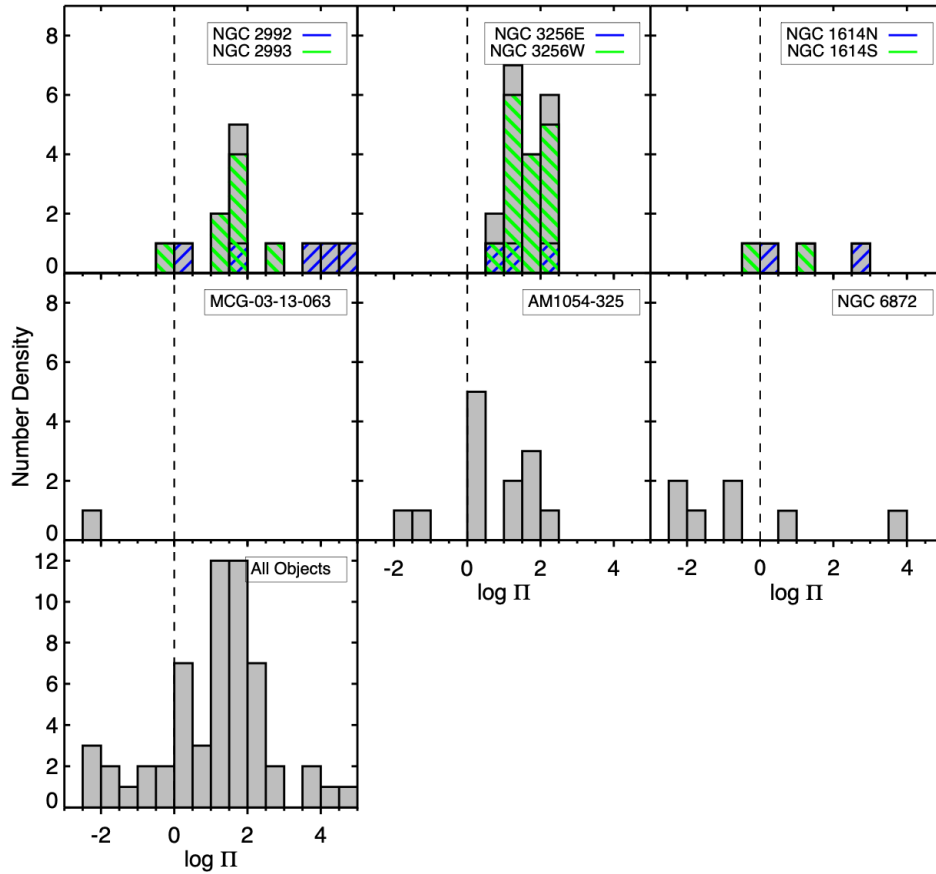 8
6
4
2
0
NGC 2992
NGC 2993
NGC 3256E
NGC 3256W
NGC 1614N
NGC 1614S
Number Density
8
6
4
2
0
MCG-03-13-063
AM1054-325
NGC 6872
-2 0 2 4
log Π
-2 0 2 4
log Π
12
10
8
6
4
2
0
All Objects
-2 0 2 4
log Π